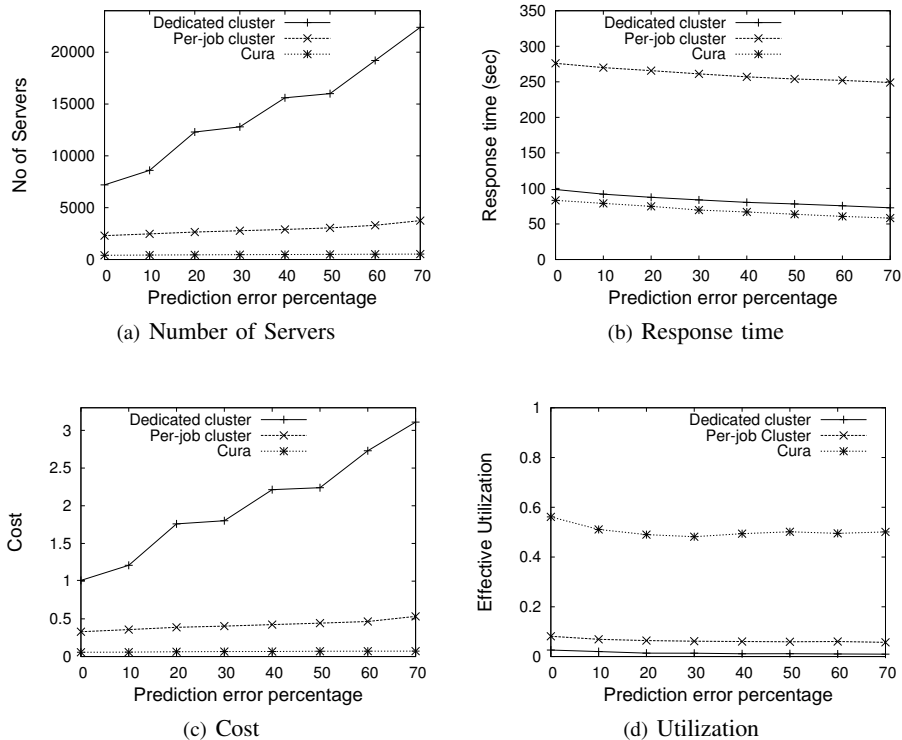 No of Servers
20000
15000
10000
5000
0
Dedicated cluster
Per-job cluster
Cura
0 10 20 30 40 50 60 70
Prediction error percentage
(a) Number of Servers
Response time (sec)
350
300
250
200
150
100
50
0
Dedicated cluster
Per-job cluster
Cura
0 10 20 30 40 50 60 70
Prediction error percentage
(b) Response time
Cost
3
2.5
2
1.5
1
0.5
0
Dedicated cluster
Per-job cluster
Cura
0 10 20 30 40 50 60 70
Prediction error percentage
(c) Cost
Effective Utilization
1
0.8
0.6
0.4
0.2
0
Dedicated cluster
Per-job Cluster
Cura
0 10 20 30 40 50 60 70
Prediction error percentage
(d) Utilization